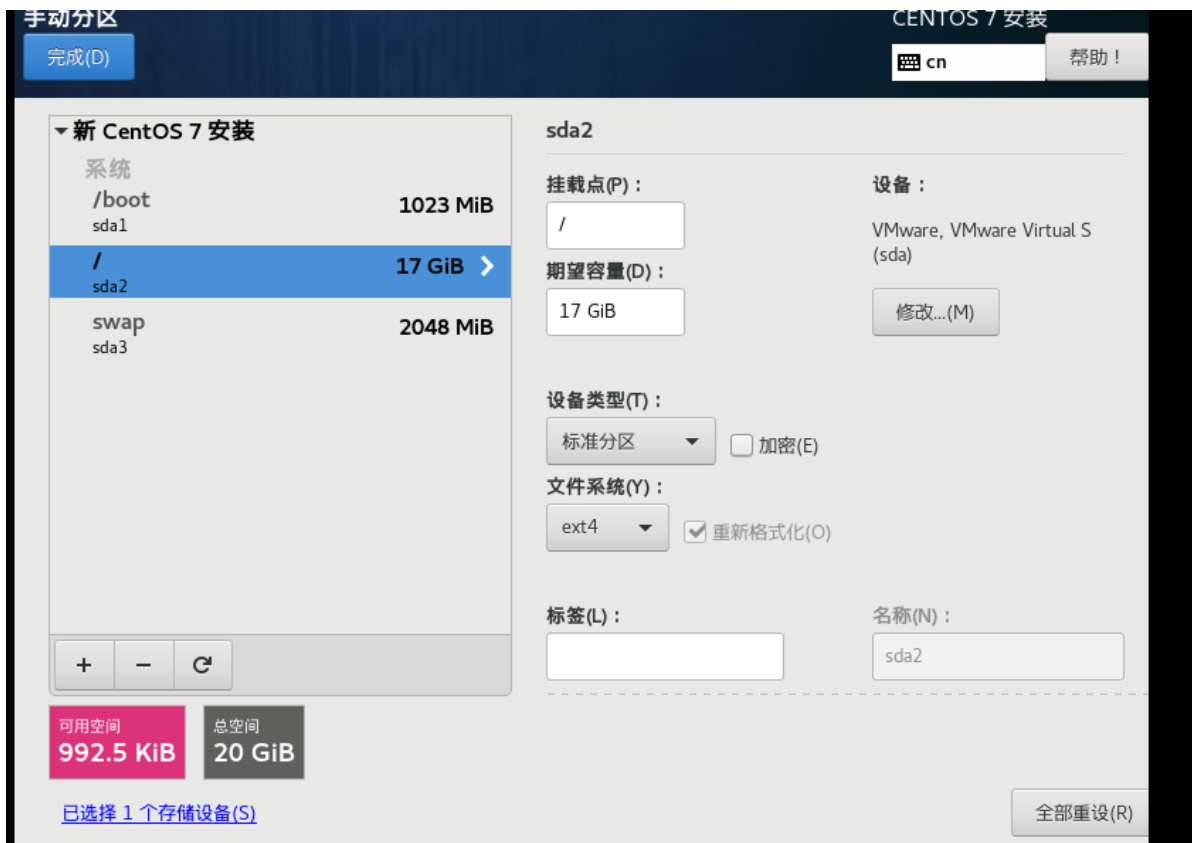 手动分区
CENTOS 7 安装
完成(D)
cn
帮助！
新 CentOS 7 安装
系统
/boot
1023 MiB
sda1
/
17 GiB
sda2
swap
2048 MiB
sda3
+ −
可用空间
992.5 KiB
总空间
20 GiB
已选择 1 个存储设备(S)
sda2
挂载点(P)：
/
期望容量(D)：
17 GiB
设备：
VMware, VMware Virtual S
(sda)
修改...(M)
设备类型(T)：
标准分区
加密(E)
文件系统(Y)：
ext4
重新格式化(O)
标签(L)：
名称(N)：
sda2
全部重设(R)